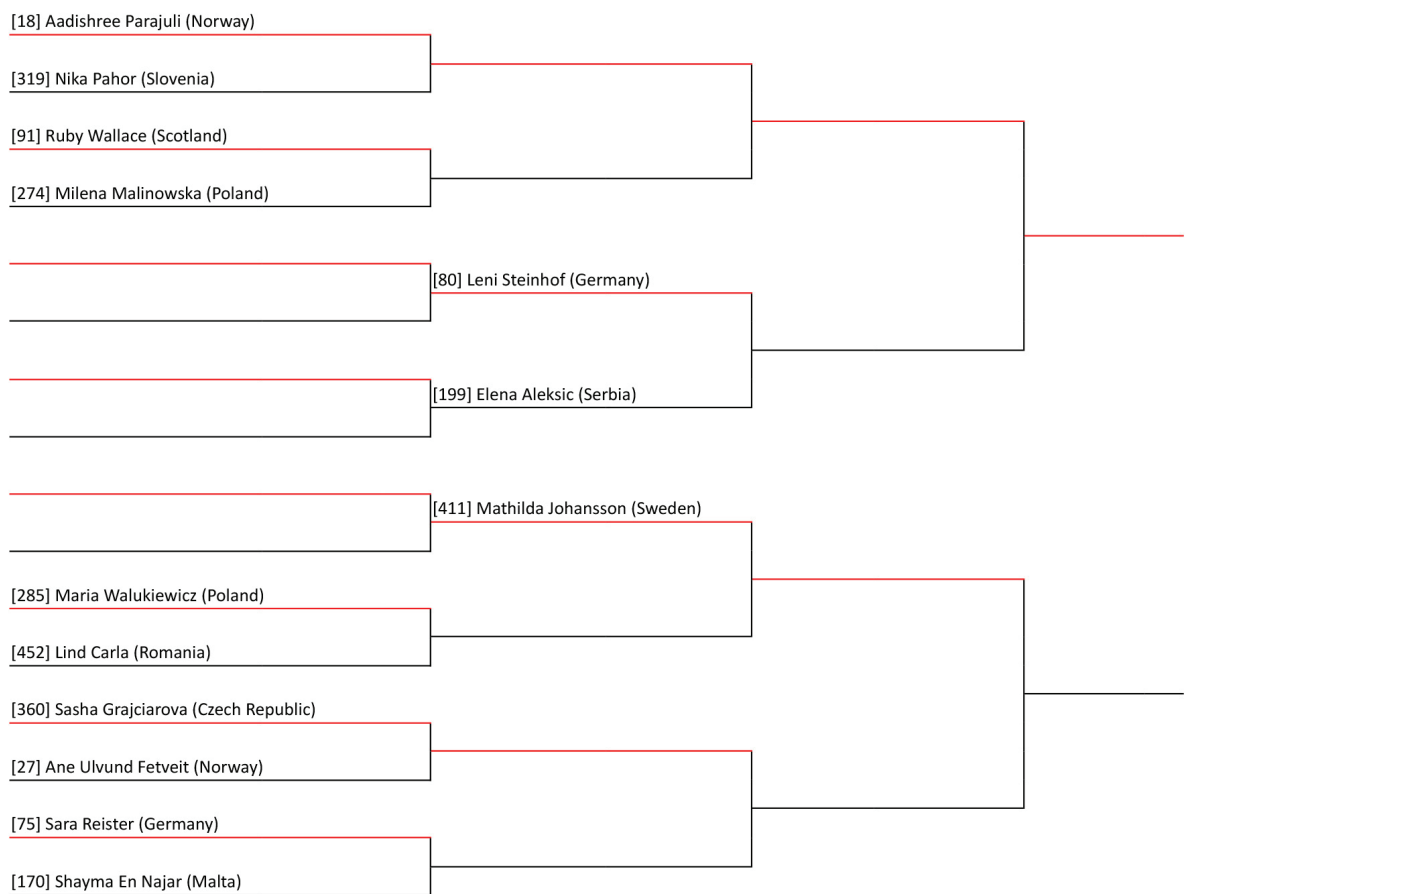 [18] Aadishree Parajuli (Norway)
[319] Nika Pahor (Slovenia)
[91] Ruby Wallace (Scotland)
[274] Milena Malinowska (Poland)
[80] Leni Steinhof (Germany)
[199] Elena Aleksic (Serbia)
[411] Mathilda Johansson (Sweden)
[285] Maria Walukiewicz (Poland)
[452] Lind Carla (Romania)
[360] Sasha Grajciarova (Czech Republic)
[27] Ane Ulvund Fetveit (Norway)
[75] Sara Reister (Germany)
[170] Shayma En Najar (Malta)